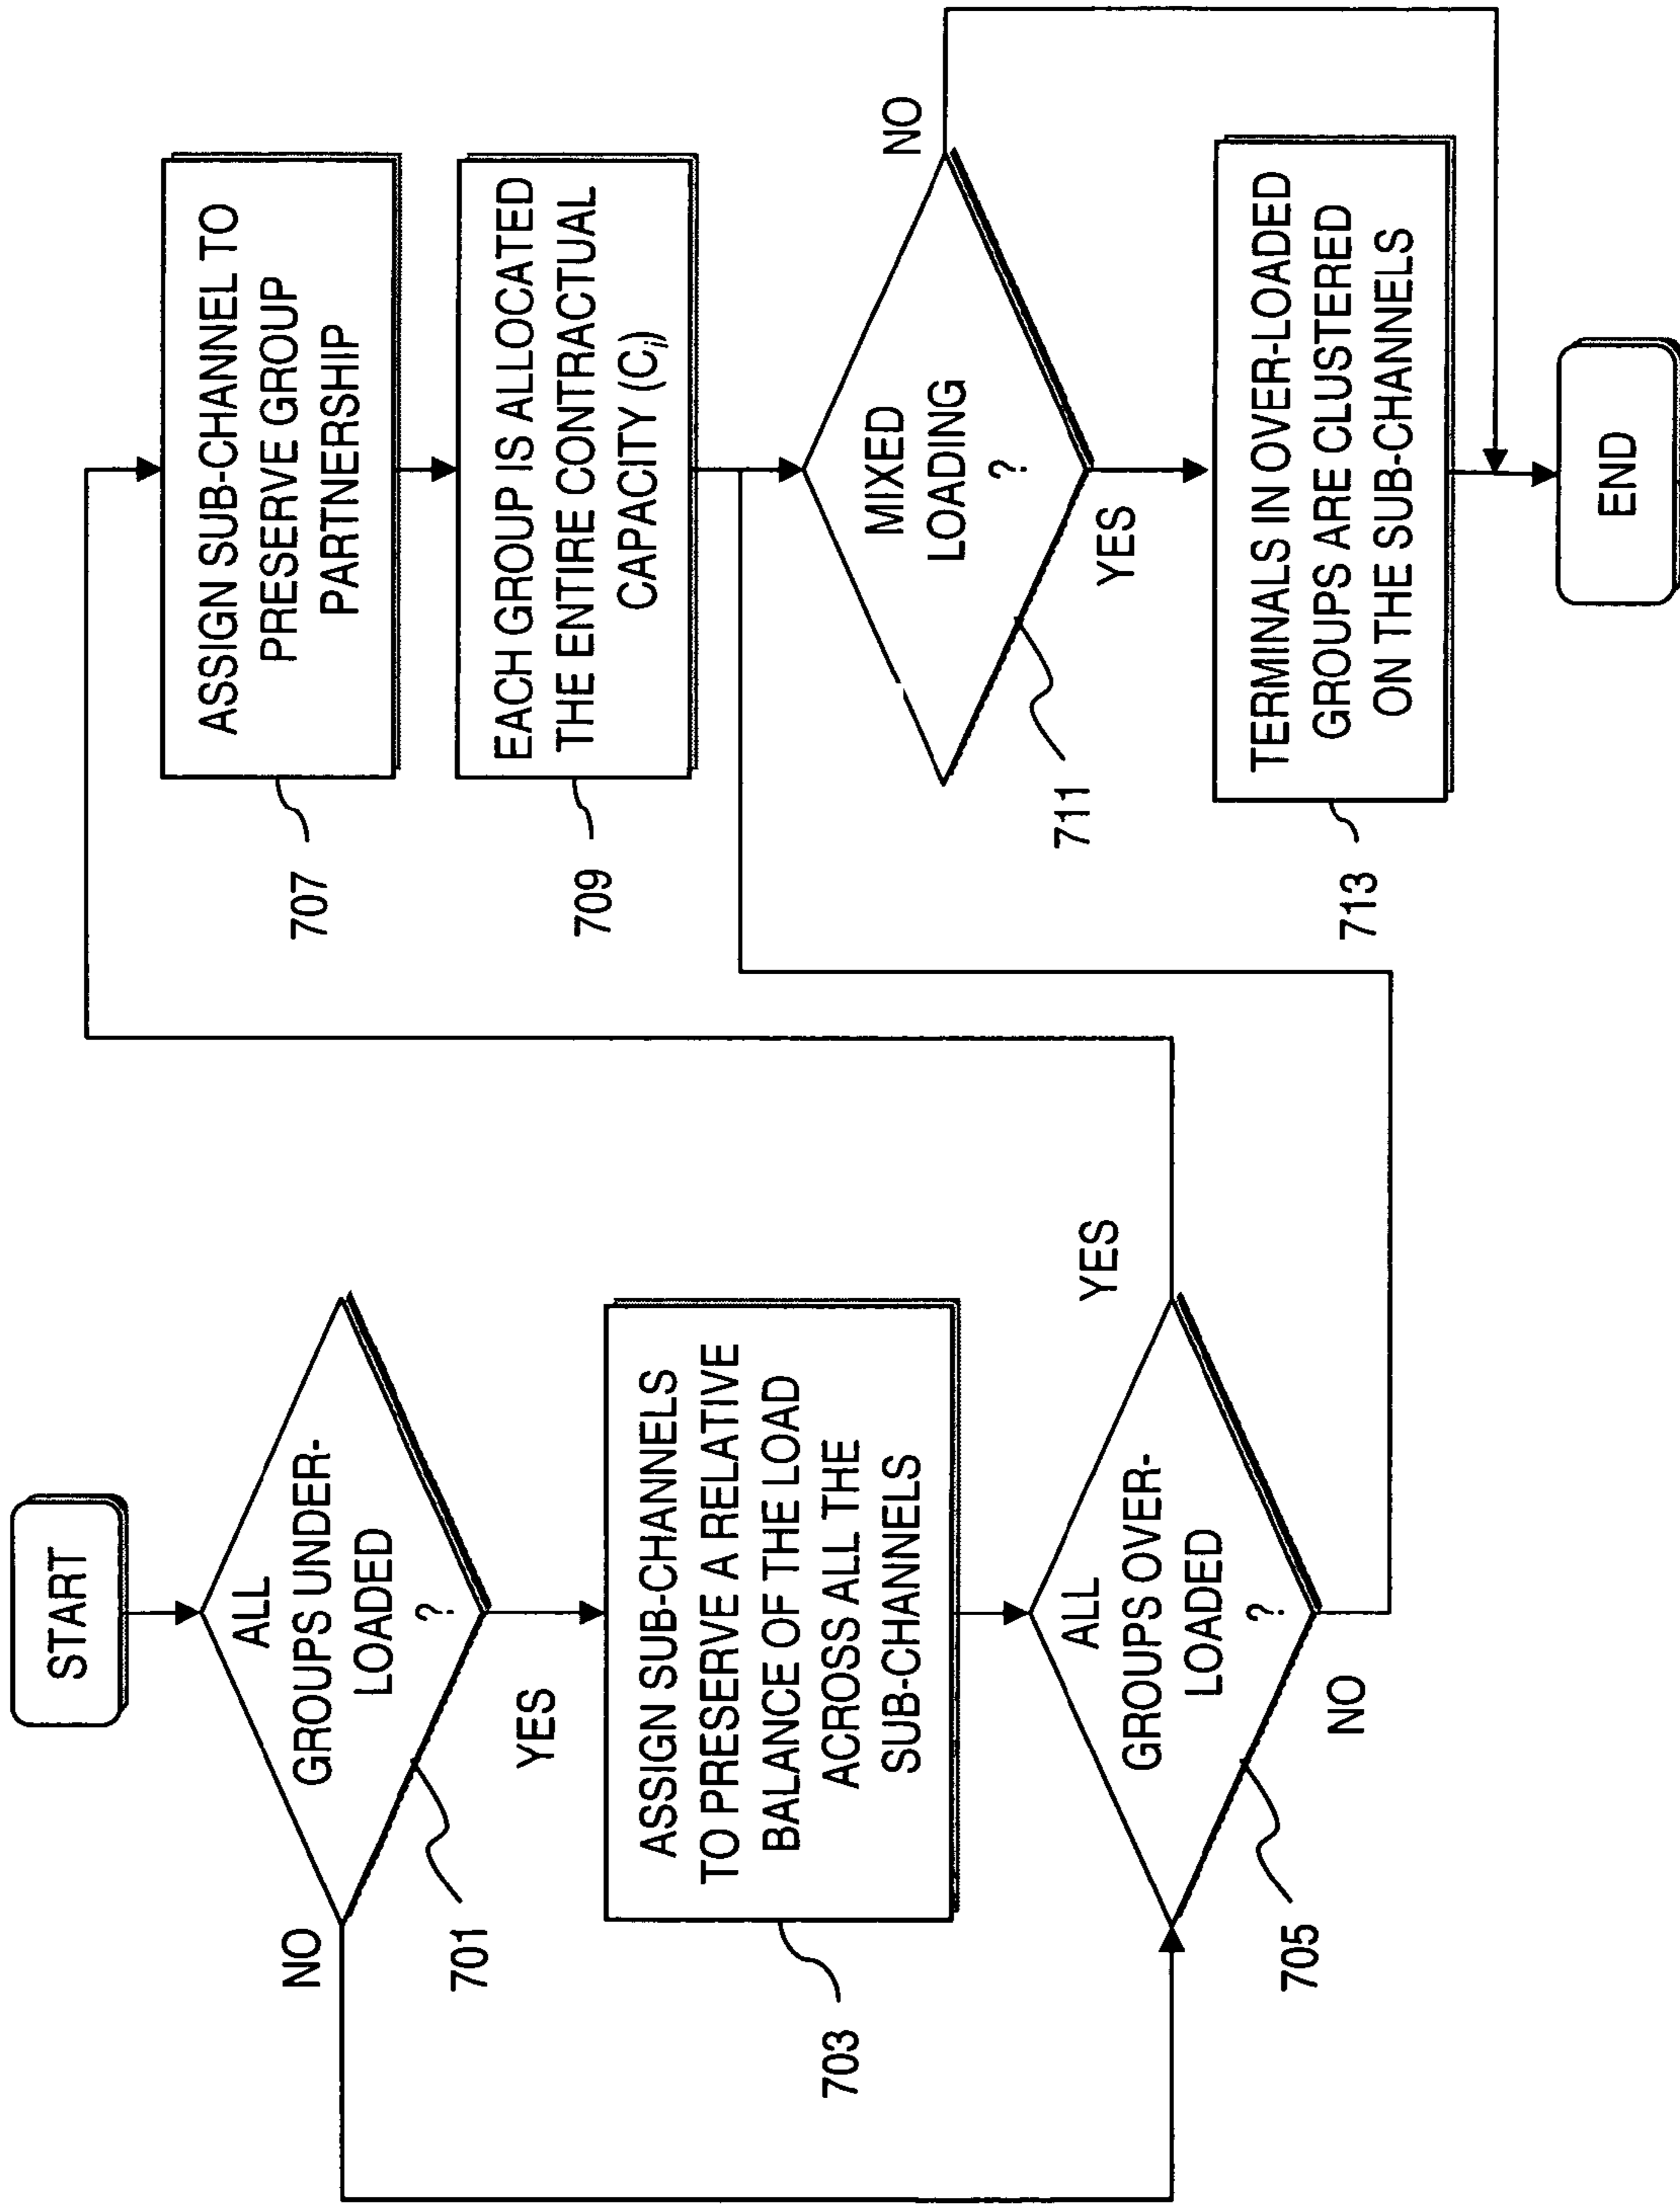 START
ALL
GROUPS UNDER-
LOADED
?
NO
701
YES
ASSIGN SUB-CHANNELS
TO PRESERVE A RELATIVE
BALANCE OF THE LOAD
ACROSS ALL THE
SUB-CHANNELS
703
ALL
GROUPS OVER-
LOADED
?
YES
705
NO
ASSIGN SUB-CHANNEL TO
PRESERVE GROUP
PARTNERSHIP
707
EACH GROUP IS ALLOCATED
THE ENTIRE CONTRACTUAL
CAPACITY (Cⱼ)
709
MIXED
LOADING
?
NO
YES
711
TERMINALS IN OVER-LOADED
GROUPS ARE CLUSTERED
ON THE SUB-CHANNELS
713
END